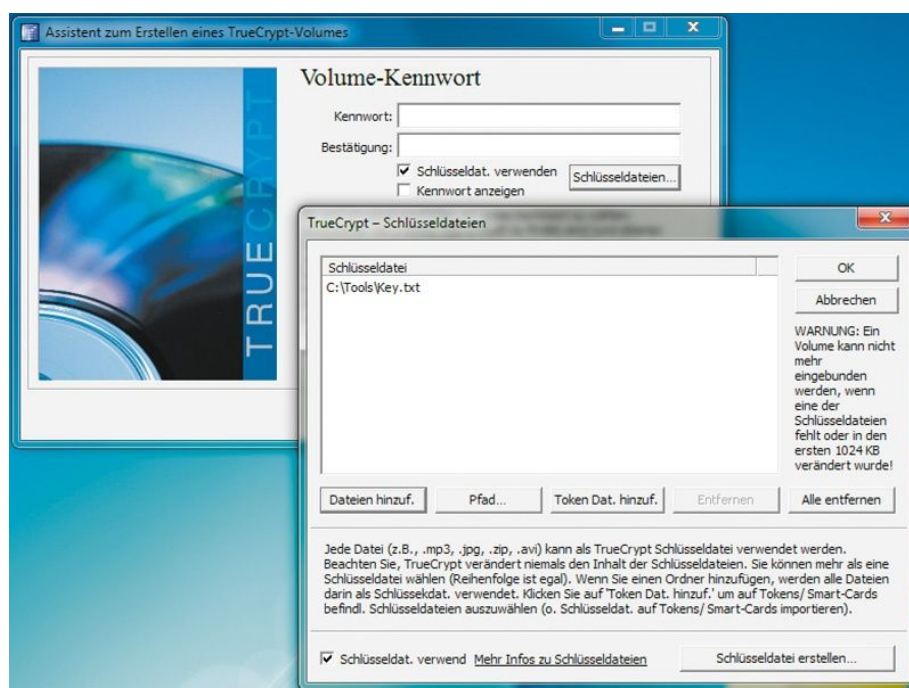 Assistent zum Erstellen eines TrueCrypt-Volumes
TRUECRYPT
Volume-Kennwort
Kennwort:
Bestätigung:
Schlüsseldat. verwenden
Schlüsseldateien...
Kennwort anzeigen
TrueCrypt – Schlüsseldateien
Schlüsseldatei
C:\Tools\Key.txt
OK
Abbrechen
WARNUNG: Ein
Volume kann nicht
mehr
eingebunden
werden, wenn
eine der
Schlüsseldateien
fehlt oder in den
ersten 1024 KB
verändert wurde!
Dateien hinzuf.
Pfad...
Token Dat. hinzuf.
Entfernen
Alle entfernen
Jede Datei (z.B., .mp3, .jpg, .zip, .avi) kann als TrueCrypt Schlüsseldatei verwendet werden.
Beachten Sie, TrueCrypt verändert niemals den Inhalt der Schlüsseldateien. Sie können mehr als eine
Schlüsseldatei wählen (Reihenfolge ist egal). Wenn Sie einen Ordner hinzufügen, werden alle Dateien
darin als Schlüssekdat. verwendet. Klicken Sie auf 'Token Dat. hinzuf.' um auf Tokens/ Smart-Cards
befindl. Schlüsseldateien auszuwählen (o. Schlüsseldat. auf Tokens/ Smart-Cards importieren).
Schlüsseldat. verwend
Mehr Infos zu Schlüsseldateien
Schlüsseldatei erstellen...